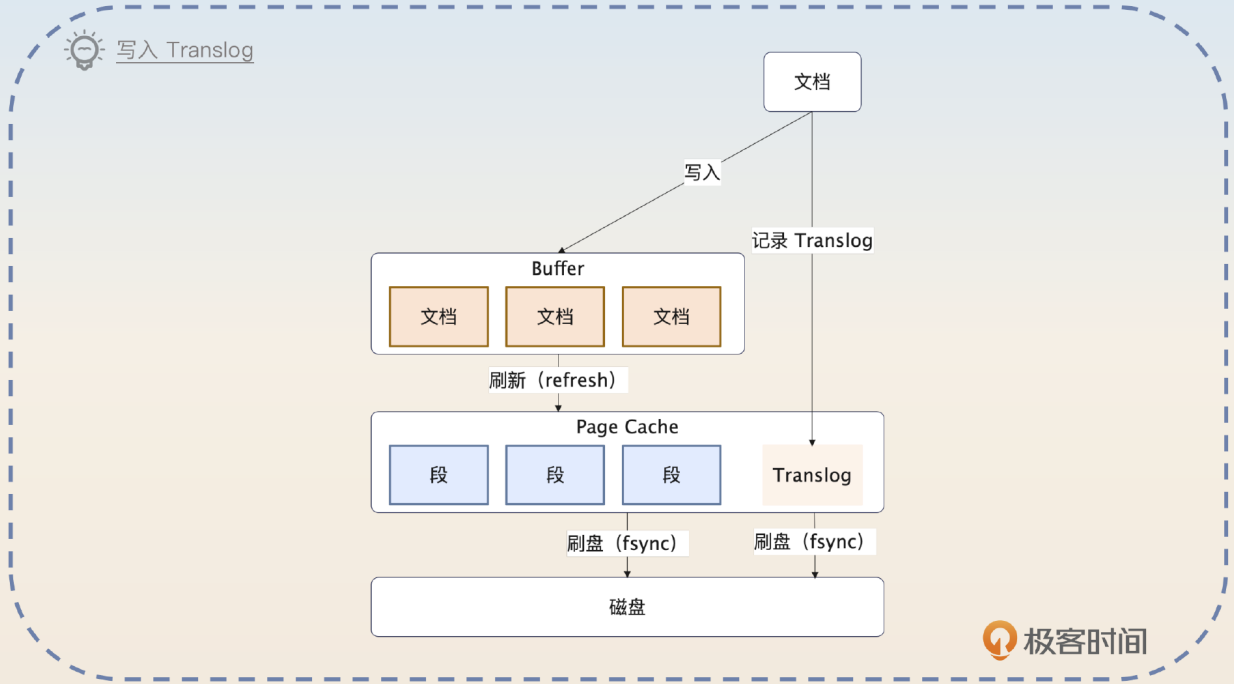 写入 Translog
文档
写入
记录 Translog
Buffer
文档 文档 文档
刷新（refresh）
Page Cache
段 段 段 Translog
刷盘（fsync） 刷盘（fsync）
磁盘
极客时间